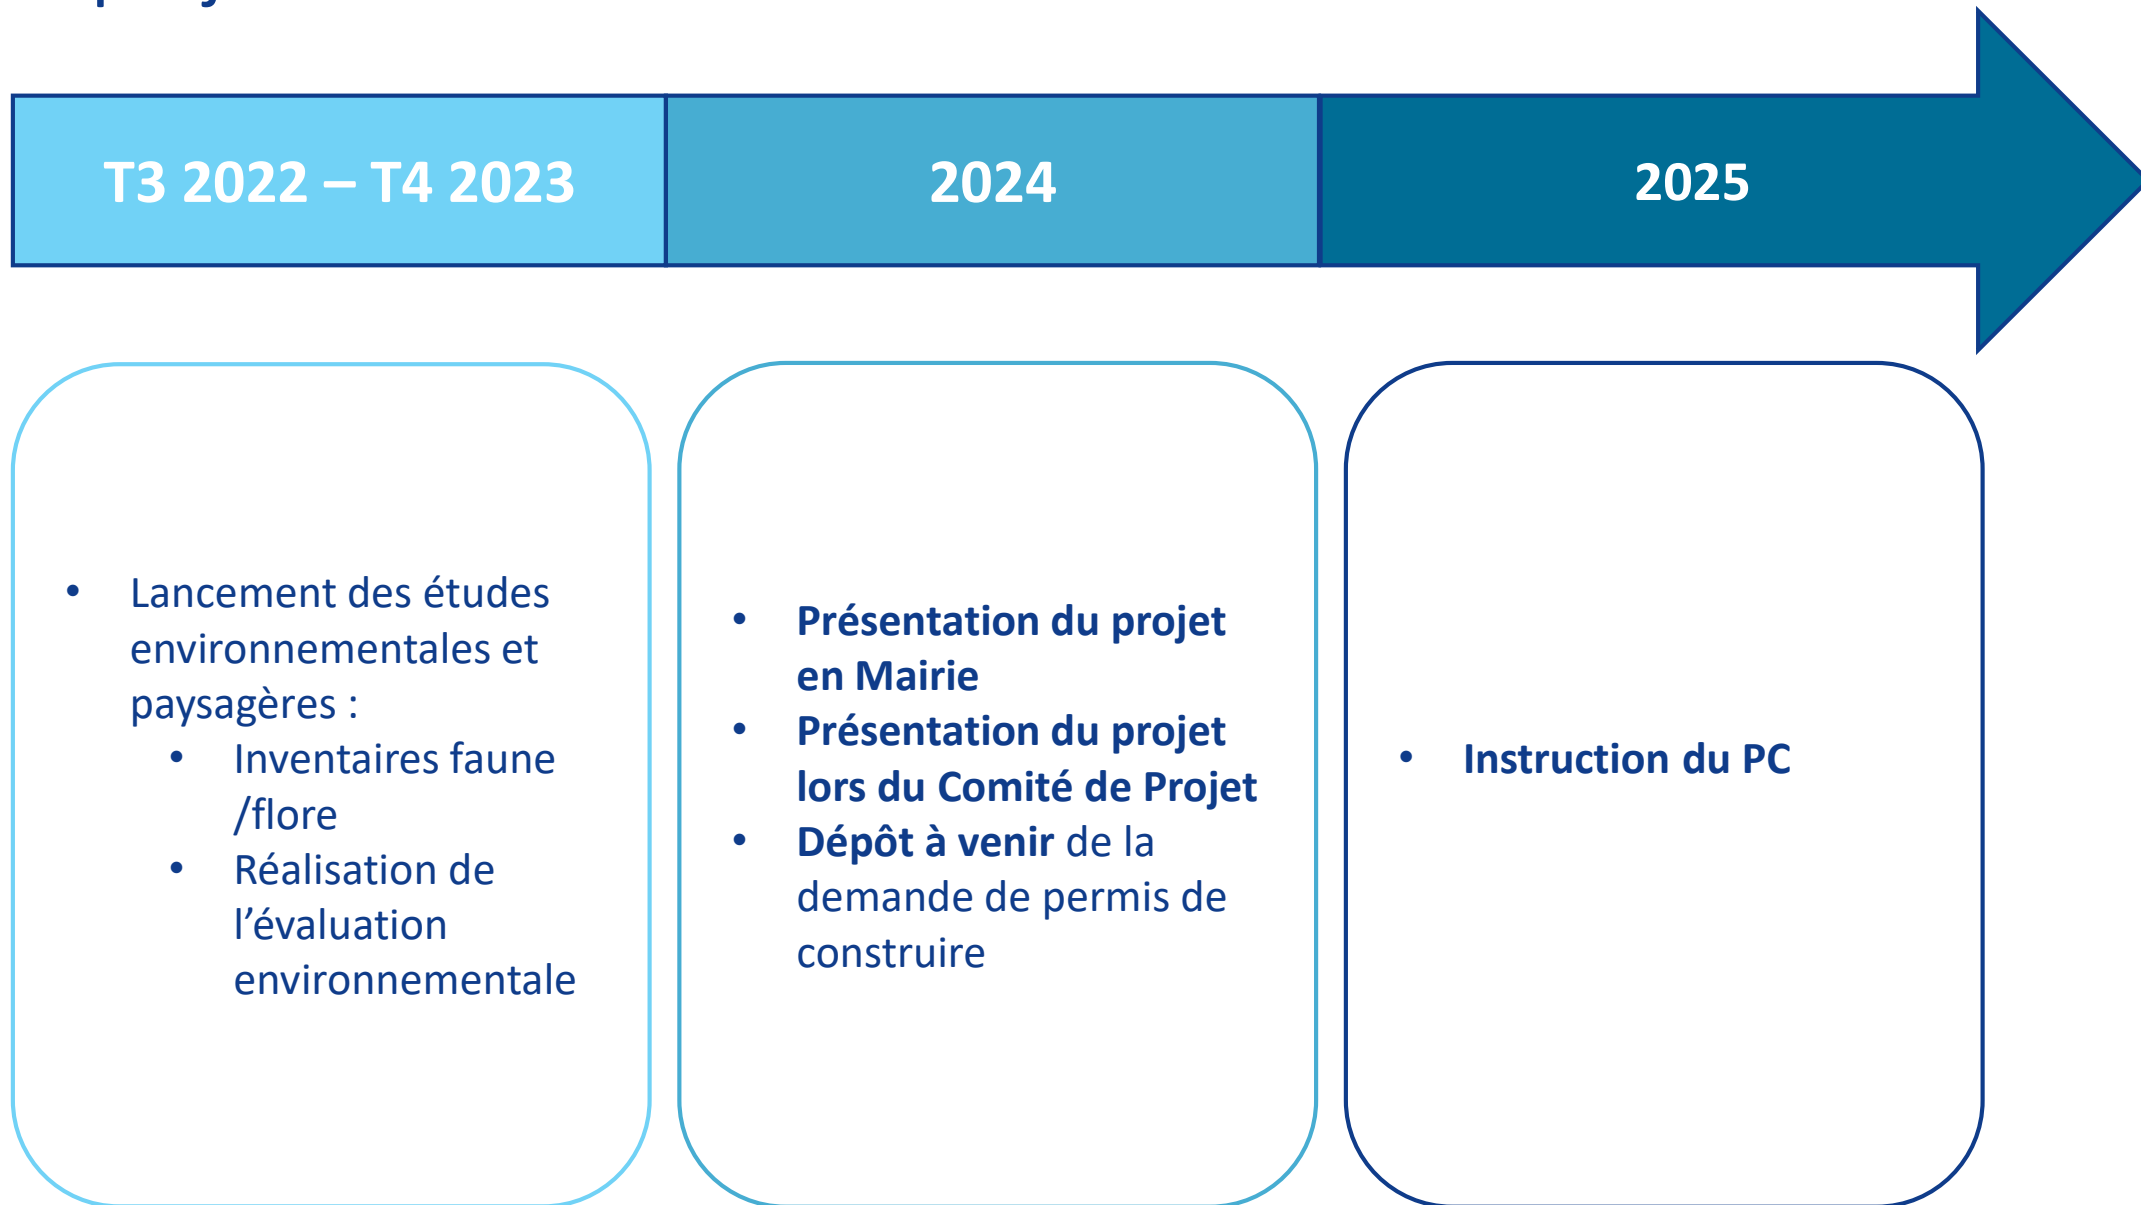 T3 2022 – T4 2023
2024
2025
• Lancement des études
environnementales et
paysagères :
• Inventaires faune
/flore
• Réalisation de
l’évaluation
environnementale
• Présentation du projet
en Mairie
• Présentation du projet
lors du Comité de Projet
• Dépôt à venir de la
demande de permis de
construire
• Instruction du PC